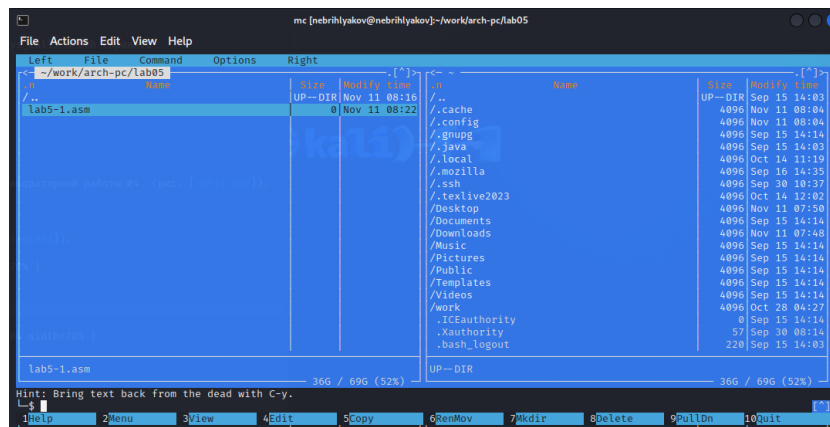 mc [nebrihlyakov@nebrihlyakov]:~/work/arch-pc/lab05
File Actions Edit View Help
Left File Command Options Right
<- ~/work/arch-pc/lab05 .[^]>
.n Name Size Modify time
/.. UP--DIR Nov 11 08:16
lab5-1.asm 0 Nov 11 08:22
lab5-1.asm
36G / 69G (52%)
<- ~ .[^]>
.n Name Size Modify time
/.. UP--DIR Sep 15 14:03
/.cache 4096 Nov 11 08:04
/.config 4096 Nov 11 08:04
/.gnupg 4096 Sep 15 14:14
/.java 4096 Sep 15 14:03
/.local 4096 Oct 14 11:19
/.mozilla 4096 Sep 16 14:35
/.ssh 4096 Sep 30 10:37
/.texlive2023 4096 Oct 14 12:02
/Desktop 4096 Nov 11 07:50
/Documents 4096 Sep 15 14:14
/Downloads 4096 Nov 11 07:48
/Music 4096 Sep 15 14:14
/Pictures 4096 Sep 15 14:14
/Public 4096 Sep 15 14:14
/Templates 4096 Sep 15 14:14
/Videos 4096 Sep 15 14:14
/work 4096 Oct 28 04:27
.ICEauthority 0 Sep 15 14:14
.Xauthority 57 Sep 30 08:14
.bash_logout 220 Sep 15 14:03
UP--DIR
36G / 69G (52%)
Hint: Bring text back from the dead with C-y.
└─$ [^]
1Help 2Menu 3View 4Edit 5Copy 6RenMov 7Mkdir 8Delete 9PullDn 10Quit